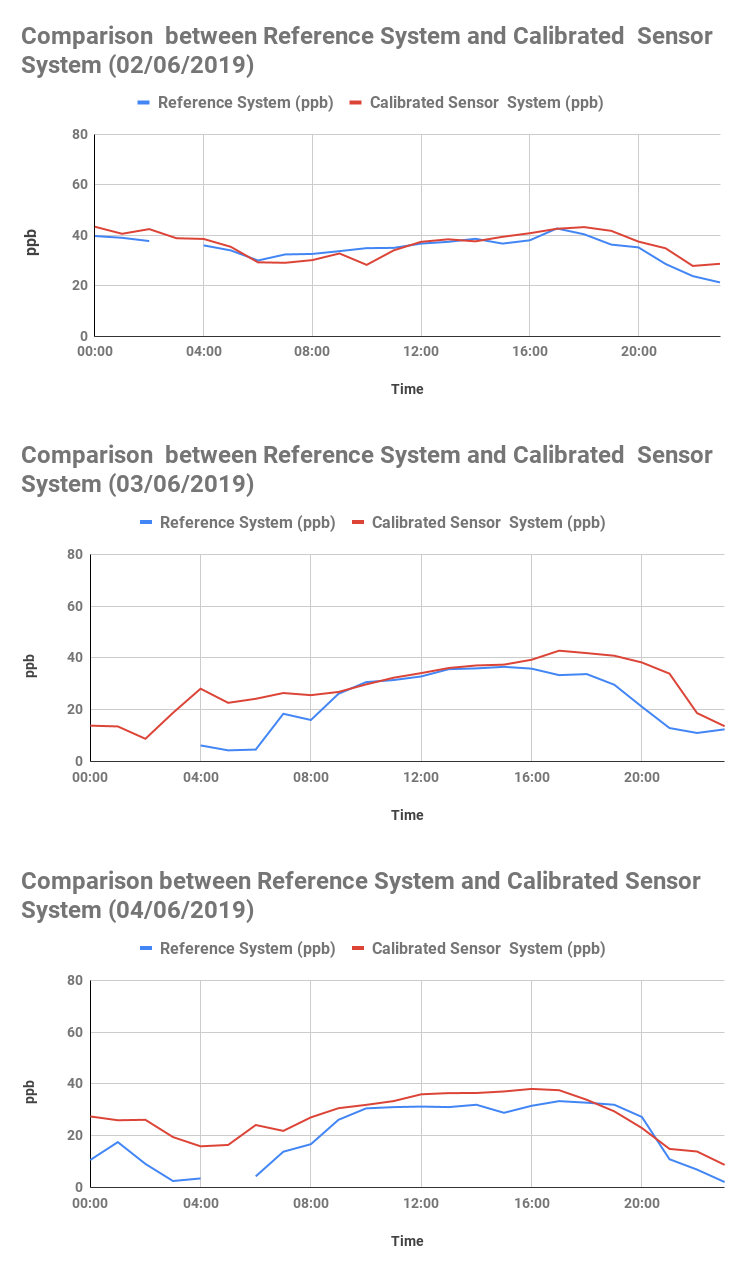 Comparison  between Reference System and Calibrated  Sensor
System (02/06/2019)
Reference System (ppb) Calibrated Sensor  System (ppb)
80
60
40
20
0
ppb
00:00 04:00 08:00 12:00 16:00 20:00
Time
Comparison  between Reference System and Calibrated  Sensor
System (03/06/2019)
Reference System (ppb) Calibrated Sensor  System (ppb)
80
60
40
20
0
ppb
00:00 04:00 08:00 12:00 16:00 20:00
Time
Comparison between Reference System and Calibrated Sensor
System (04/06/2019)
Reference System (ppb) Calibrated Sensor  System (ppb)
80
60
40
20
0
ppb
00:00 04:00 08:00 12:00 16:00 20:00
Time